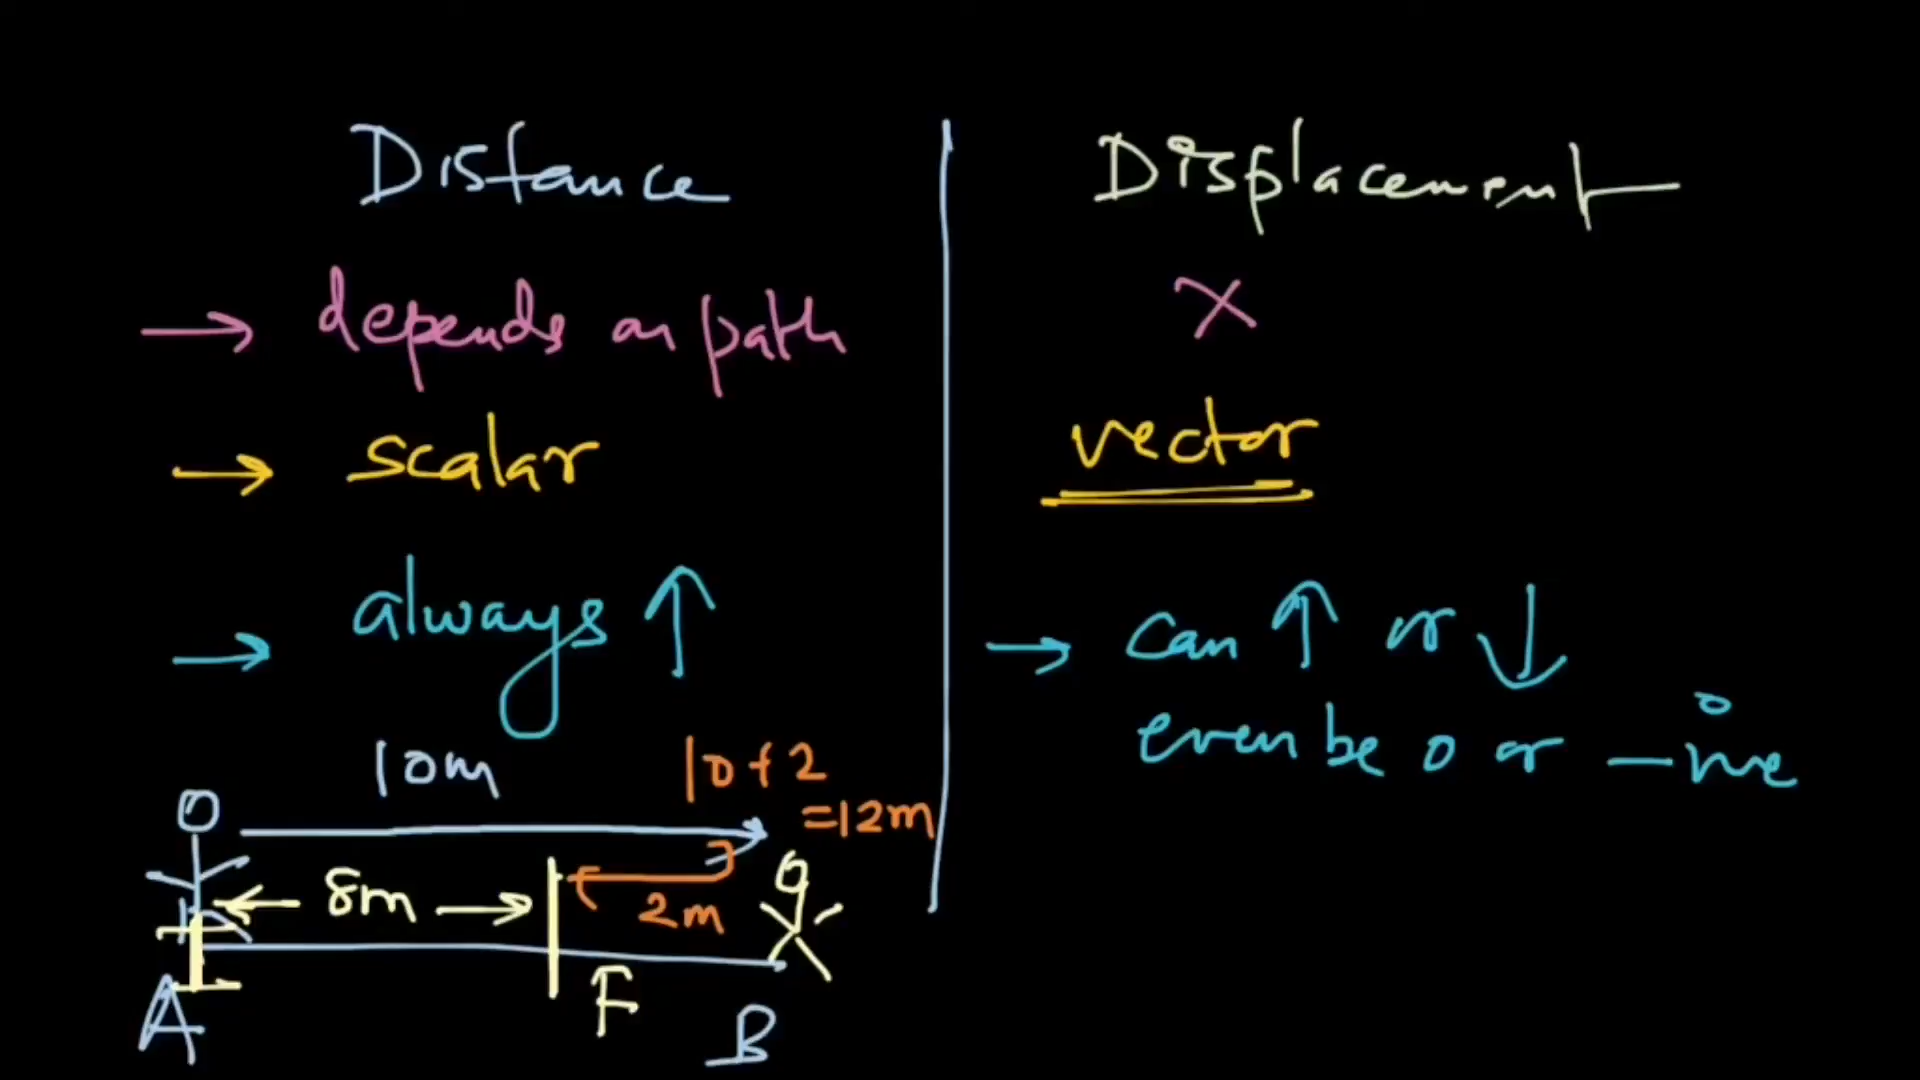 Distance
Displacement
→ depends on path
X
→ scalar
vector
→ always ↑
→ can ↑ or ↓
even be 0 or -ive
10m
10+2
=12m
8m
2m
A
F
B